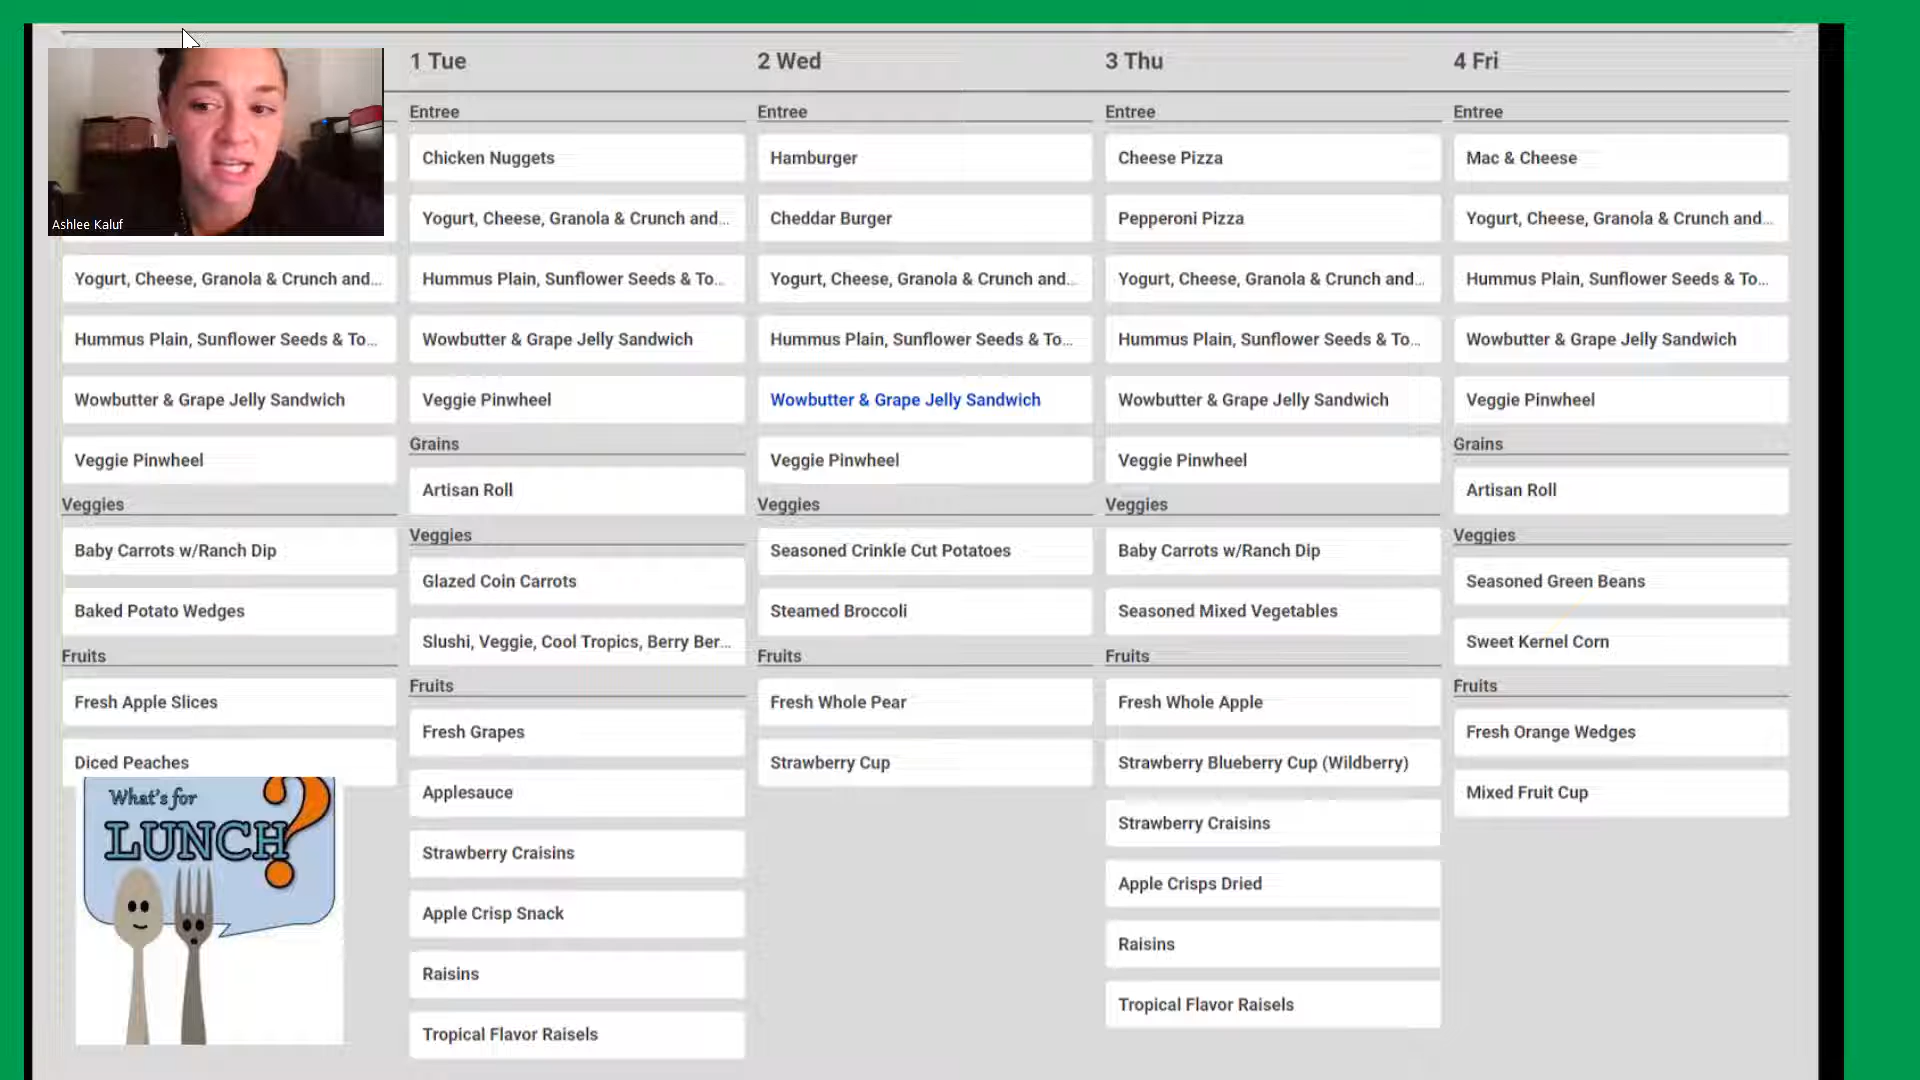 Ashlee Kaluf
Yogurt, Cheese, Granola & Crunch and...
Hummus Plain, Sunflower Seeds & To...
Wowbutter & Grape Jelly Sandwich
Veggie Pinwheel
Veggies
Baby Carrots w/Ranch Dip
Baked Potato Wedges
Fruits
Fresh Apple Slices
Diced Peaches
What's for
LUNCH?
1 Tue
Entree
Chicken Nuggets
Yogurt, Cheese, Granola & Crunch and...
Hummus Plain, Sunflower Seeds & To...
Wowbutter & Grape Jelly Sandwich
Veggie Pinwheel
Grains
Artisan Roll
Veggies
Glazed Coin Carrots
Slushi, Veggie, Cool Tropics, Berry Ber...
Fruits
Fresh Grapes
Applesauce
Strawberry Craisins
Apple Crisp Snack
Raisins
Tropical Flavor Raisels
2 Wed
Entree
Hamburger
Cheddar Burger
Yogurt, Cheese, Granola & Crunch and...
Hummus Plain, Sunflower Seeds & To...
Wowbutter & Grape Jelly Sandwich
Veggie Pinwheel
Veggies
Seasoned Crinkle Cut Potatoes
Steamed Broccoli
Fruits
Fresh Whole Pear
Strawberry Cup
3 Thu
Entree
Cheese Pizza
Pepperoni Pizza
Yogurt, Cheese, Granola & Crunch and...
Hummus Plain, Sunflower Seeds & To...
Wowbutter & Grape Jelly Sandwich
Veggie Pinwheel
Veggies
Baby Carrots w/Ranch Dip
Seasoned Mixed Vegetables
Fruits
Fresh Whole Apple
Strawberry Blueberry Cup (Wildberry)
Strawberry Craisins
Apple Crisps Dried
Raisins
Tropical Flavor Raisels
4 Fri
Entree
Mac & Cheese
Yogurt, Cheese, Granola & Crunch and...
Hummus Plain, Sunflower Seeds & To...
Wowbutter & Grape Jelly Sandwich
Veggie Pinwheel
Grains
Artisan Roll
Veggies
Seasoned Green Beans
Sweet Kernel Corn
Fruits
Fresh Orange Wedges
Mixed Fruit Cup